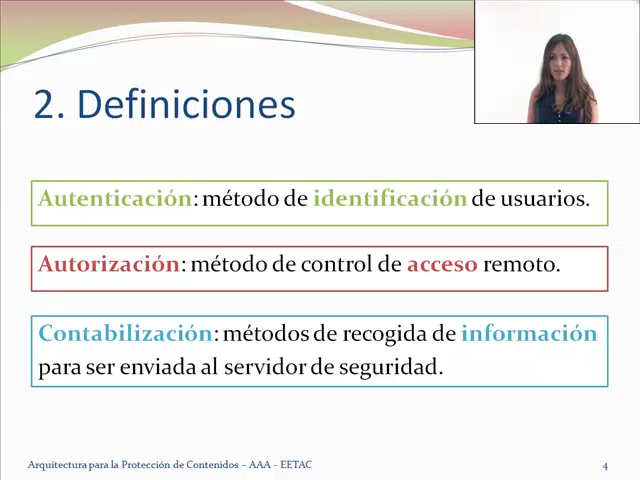 2. Definiciones
Autenticación: método de identificación de usuarios.
Autorización: método de control de acceso remoto.
Contabilización: métodos de recogida de información
para ser enviada al servidor de seguridad.
Arquitectura para la Protección de Contenidos – AAA - EETAC
4